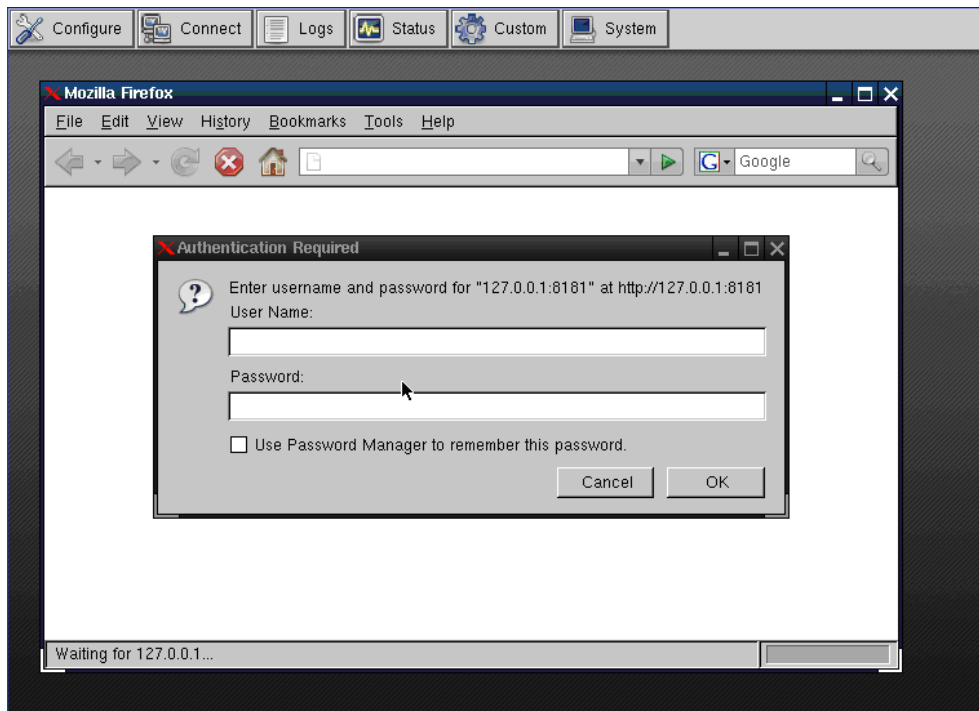 Configure Connect Logs Status Custom System
Mozilla Firefox
File Edit View History Bookmarks Tools Help
G Google
Authentication Required
Enter username and password for "127.0.0.1:8181" at http://127.0.0.1:8181
User Name:
Password:
Use Password Manager to remember this password.
Cancel OK
Waiting for 127.0.0.1...